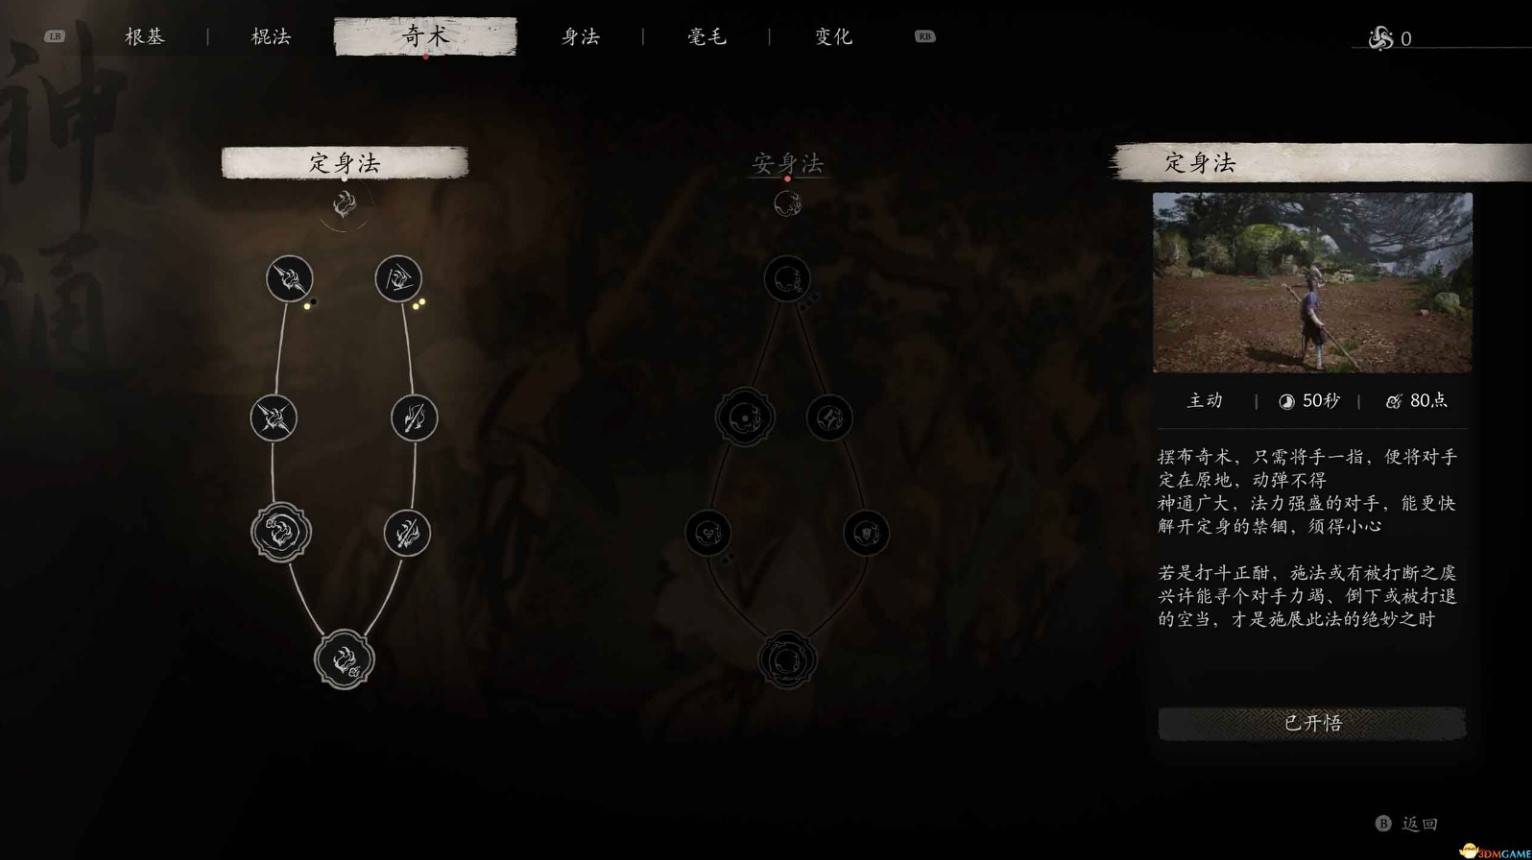 LB 根基 | 棍法 奇术 身法 | 毫毛 | 变化 RB
0
神通
定身法
安身法
定身法
主动 | 50秒 | 80点
摆布奇术，只需将手一指，便将对手
定在原地，动弹不得
神通广大，法力强盛的对手，能更快
解开定身的禁锢，须得小心
若是打斗正酣，施法或有被打断之虞
兴许能寻个对手力竭、倒下或被打退
的空当，才是施展此法的绝妙之时
已开悟
B 返回
3DMGAME